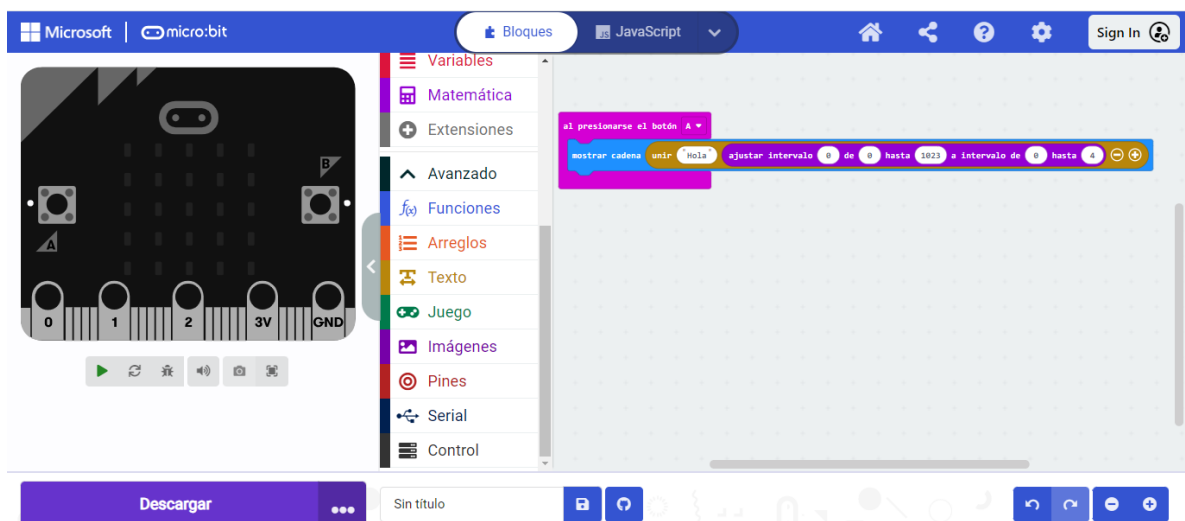 Microsoft micro:bit Bloques JavaScript Sign In
Variables
Matemática
Extensiones
Avanzado
Funciones
Arreglos
Texto
Juego
Imágenes
Pines
Serial
Control
B
A
0 1 2 3V GND
al presionarse el botón A
mostrar cadena unir "Hola" ajustar intervalo 0 de 0 hasta 1023 a intervalo de 0 hasta 4
Descargar
Sin título